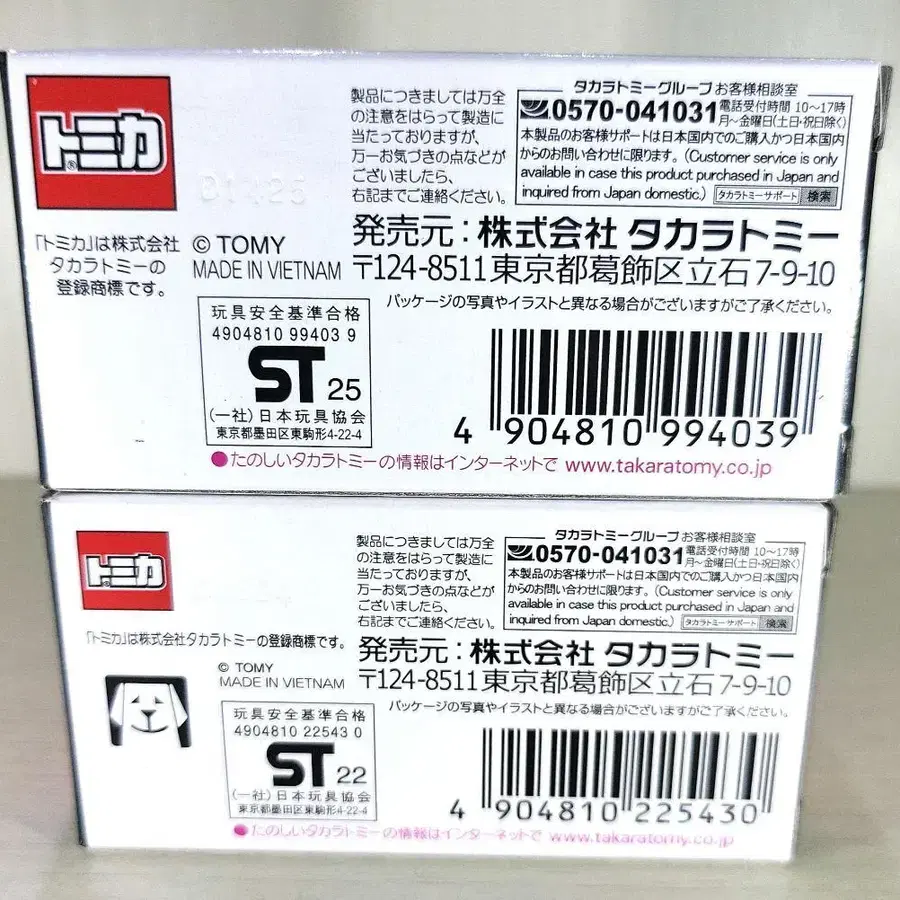 トミカ
®
製品につきましては万全
の注意をはらって製造に
当たっておりますが、
万一お気づきの点などが
ございましたら、
右記までご連絡ください。
タカラトミーグループ お客様相談室
0570-041031 電話受付時間 10〜17時
月〜金曜日(土日・祝日除く)
本製品のお客様サポートは日本国内でのご購入かつ日本国内
からのお問い合わせに限ります。(Customer service is only
available in case this product purchased in Japan and
inquired from Japan domestic.) タカラトミーサポート 検索
「トミカ」は株式会社
タカラトミーの
登録商標です。
© TOMY
MADE IN VIETNAM
発売元:株式会社 タカラトミー
〒124-8511 東京都葛飾区立石7-9-10
パッケージの写真やイラストと異なる場合がございますがご了承ください。
玩具安全基準合格
4904810 99403 9
ST 25
(一社)日本玩具協会
東京都墨田区東駒形4-22-4
4 904810 994039
●たのしいタカラトミーの情報はインターネットで www.takaratomy.co.jp
トミカ
製品につきましては万全
の注意をはらって製造に
当たっておりますが、
万一お気づきの点などが
ございましたら、
右記までご連絡ください。
タカラトミーグループ お客様相談室
0570-041031 電話受付時間 10〜17時
月〜金曜日(土日・祝日除く)
本製品のお客様サポートは日本国内でのご購入かつ日本国内
からのお問い合わせに限ります。(Customer service is only
available in case this product purchased in Japan and
inquired from Japan domestic.) タカラトミーサポート 検索
「トミカ」は株式会社タカラトミーの登録商標です。
© TOMY
MADE IN VIETNAM
発売元:株式会社 タカラトミー
〒124-8511 東京都葛飾区立石7-9-10
パッケージの写真やイラストと異なる場合がございますがご了承ください。
玩具安全基準合格
4904810 22543 0
ST 22
(一社)日本玩具協会
東京都墨田区東駒形4-22-4
4 904810 225430
●たのしいタカラトミーの情報はインターネットで www.takaratomy.co.jp